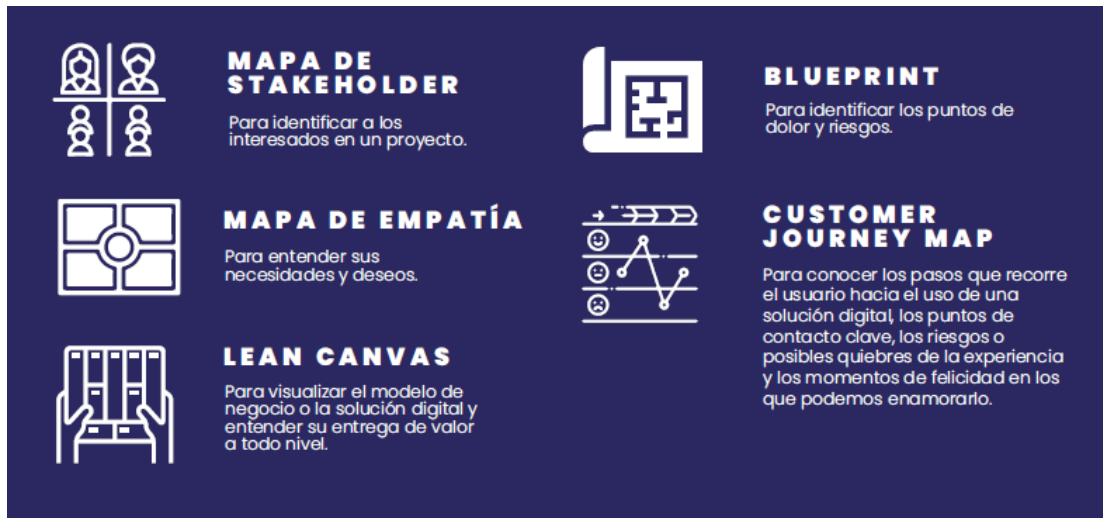 MAPA DE
STAKEHOLDER
Para identificar a los
interesados en un proyecto.
MAPA DE EMPATÍA
Para entender sus
necesidades y deseos.
LEAN CANVAS
Para visualizar el modelo de
negocio o la solución digital y
entender su entrega de valor
a todo nivel.
BLUEPRINT
Para identificar los puntos de
dolor y riesgos.
CUSTOMER
JOURNEY MAP
Para conocer los pasos que recorre
el usuario hacia el uso de una
solución digital, los puntos de
contacto clave, los riesgos o
posibles quiebres de la experiencia
y los momentos de felicidad en los
que podemos enamorarlo.